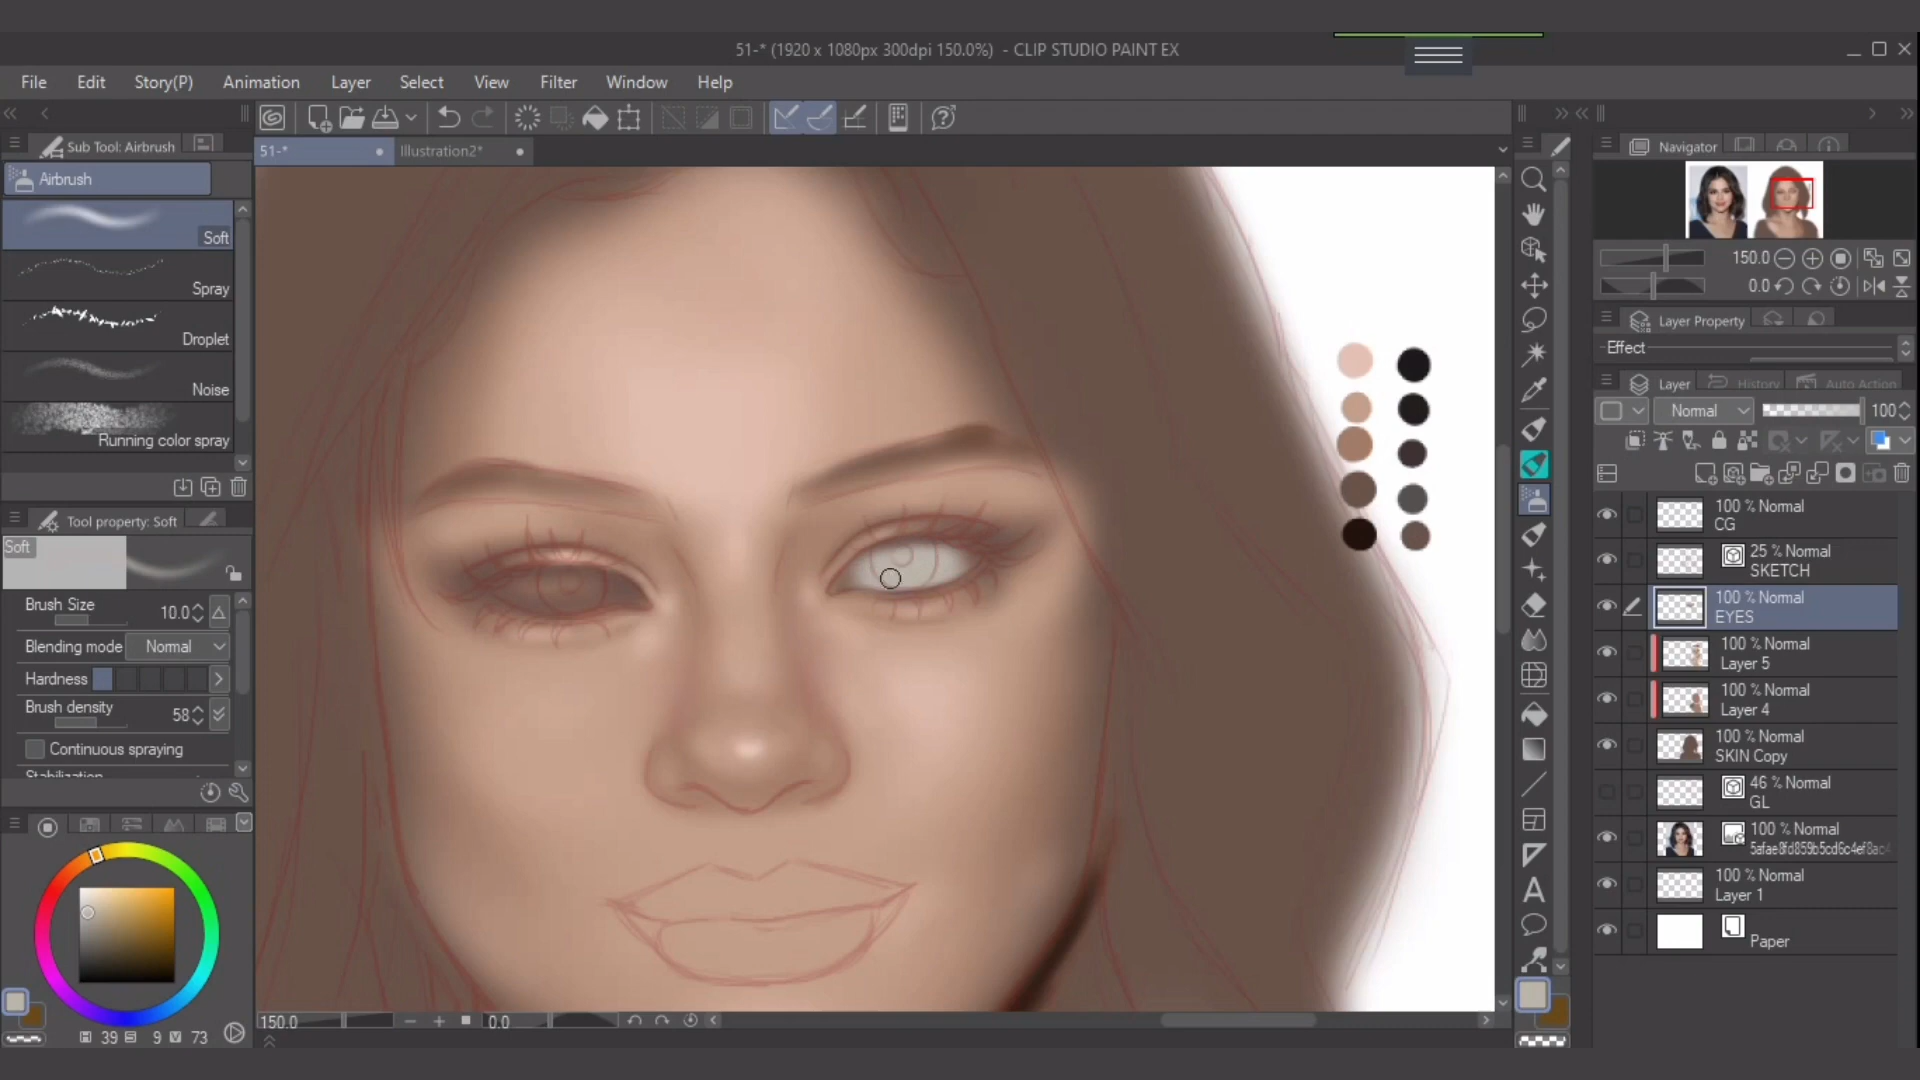 51-* (1920 x 1080px 300dpi 150.0%) - CLIP STUDIO PAINT EX
File Edit Story(P) Animation Layer Select View Filter Window Help
Sub Tool: Airbrush
Airbrush
Soft
Spray
Droplet
Noise
Running color spray
Tool property: Soft
Soft
Brush Size 10.0
Blending mode Normal
Hardness
Brush density 58
Continuous spraying
Stabilization
39 9 73
51-*
Illustration2*
150.0 0.0
Navigator
150.0
0.0
Layer Property
Effect
Layer History Auto Action
Normal 100
100 % Normal
CG
25 % Normal
SKETCH
100 % Normal
EYES
100 % Normal
Layer 5
100 % Normal
Layer 4
100 % Normal
SKIN Copy
46 % Normal
GL
100 % Normal
100 % Normal
Layer 1
Paper